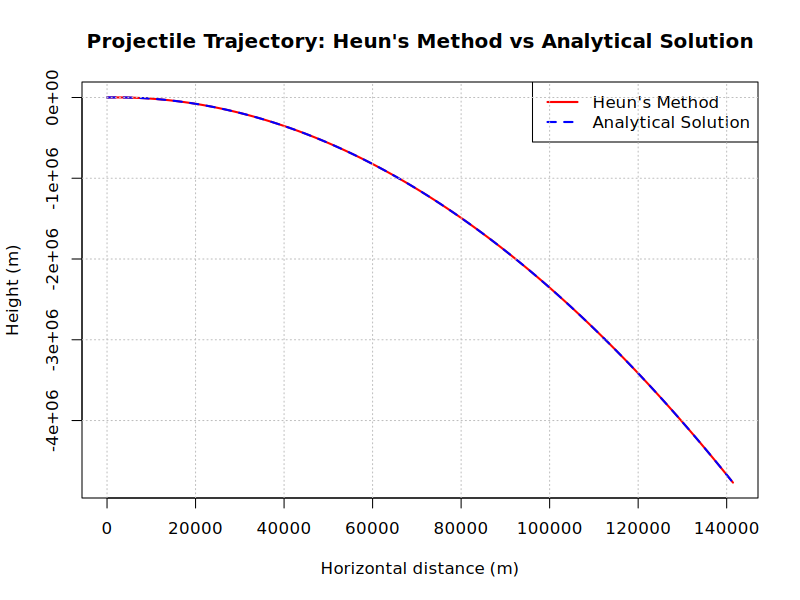 Projectile Trajectory: Heun's Method vs Analytical Solution
Heun's Method
Analytical Solution
0e+00
-1e+06
-2e+06
-3e+06
-4e+06
Height (m)
0 20000 40000 60000 80000 100000 120000 140000
Horizontal distance (m)